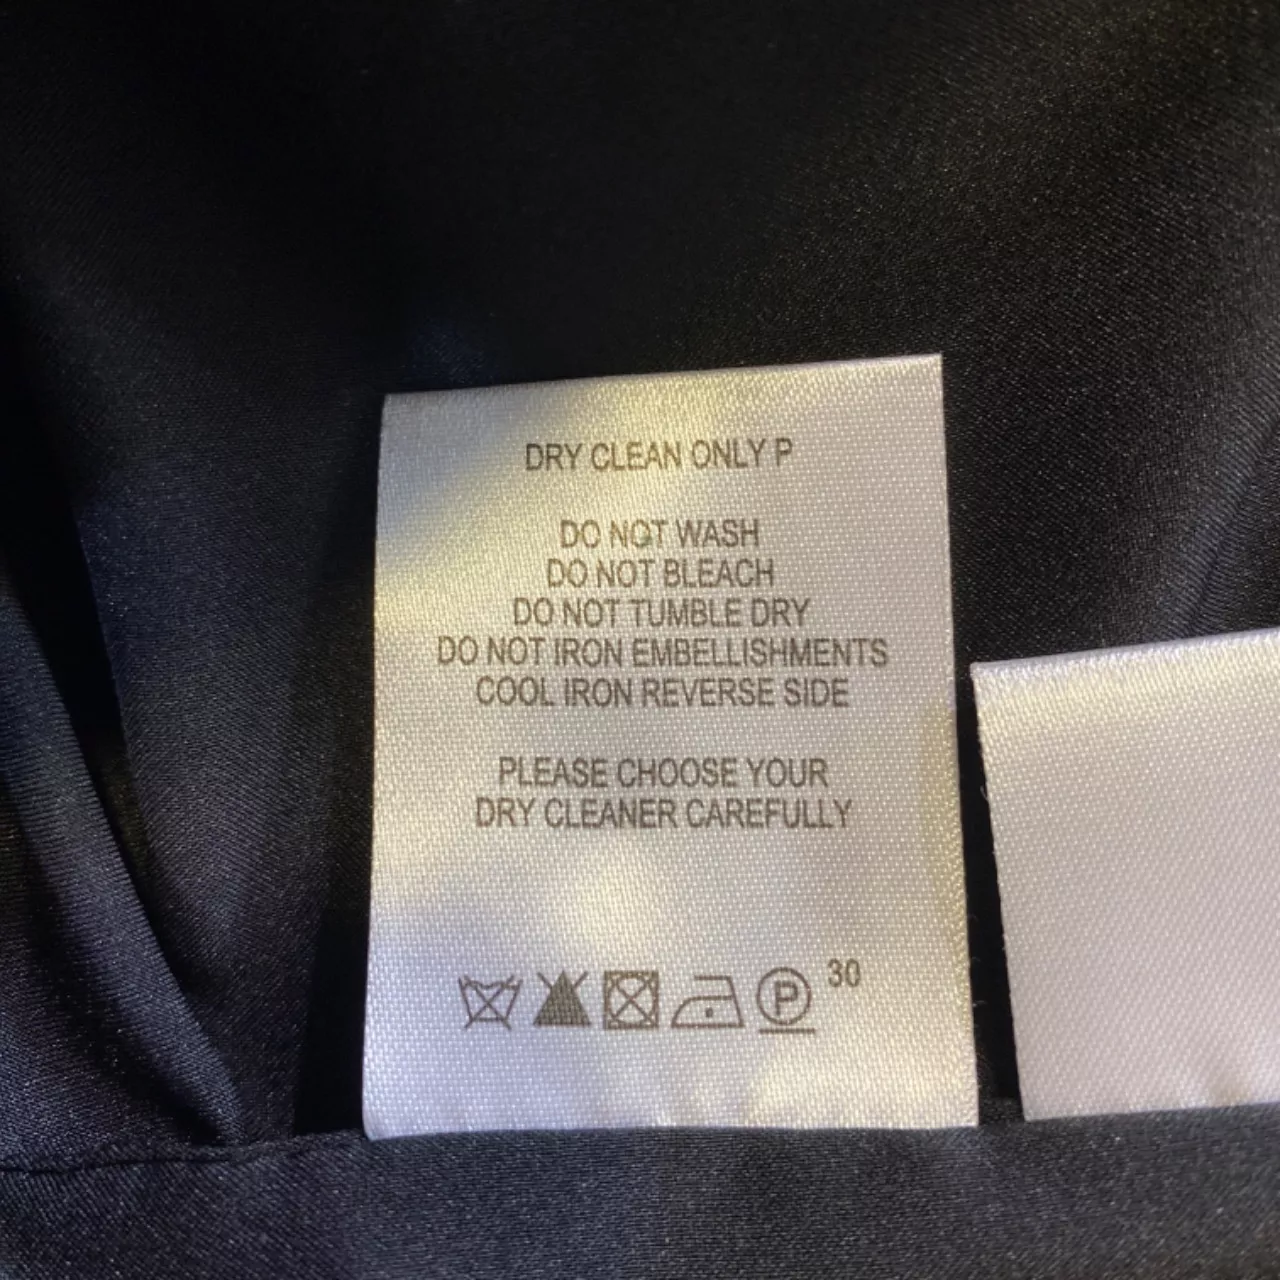 DRY CLEAN ONLY P
DO NOT WASH
DO NOT BLEACH
DO NOT TUMBLE DRY
DO NOT IRON EMBELLISHMENTS
COOL IRON REVERSE SIDE
PLEASE CHOOSE YOUR
DRY CLEANER CAREFULLY
P 30